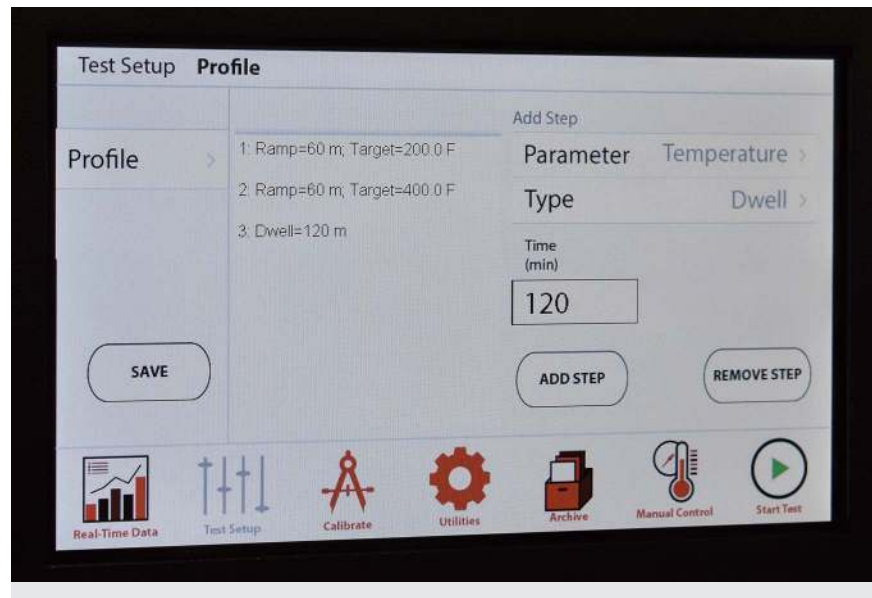 Test Setup Profile
Add Step
Profile >
1: Ramp=60 m; Target=200.0 F
2: Ramp=60 m; Target=400.0 F
3: Dwell=120 m
Parameter Temperature >
Type Dwell >
Time
(min)
120
SAVE
ADD STEP
REMOVE STEP
Real-Time Data
Test Setup
Calibrate
Utilities
Archive
Manual Control
Start Test